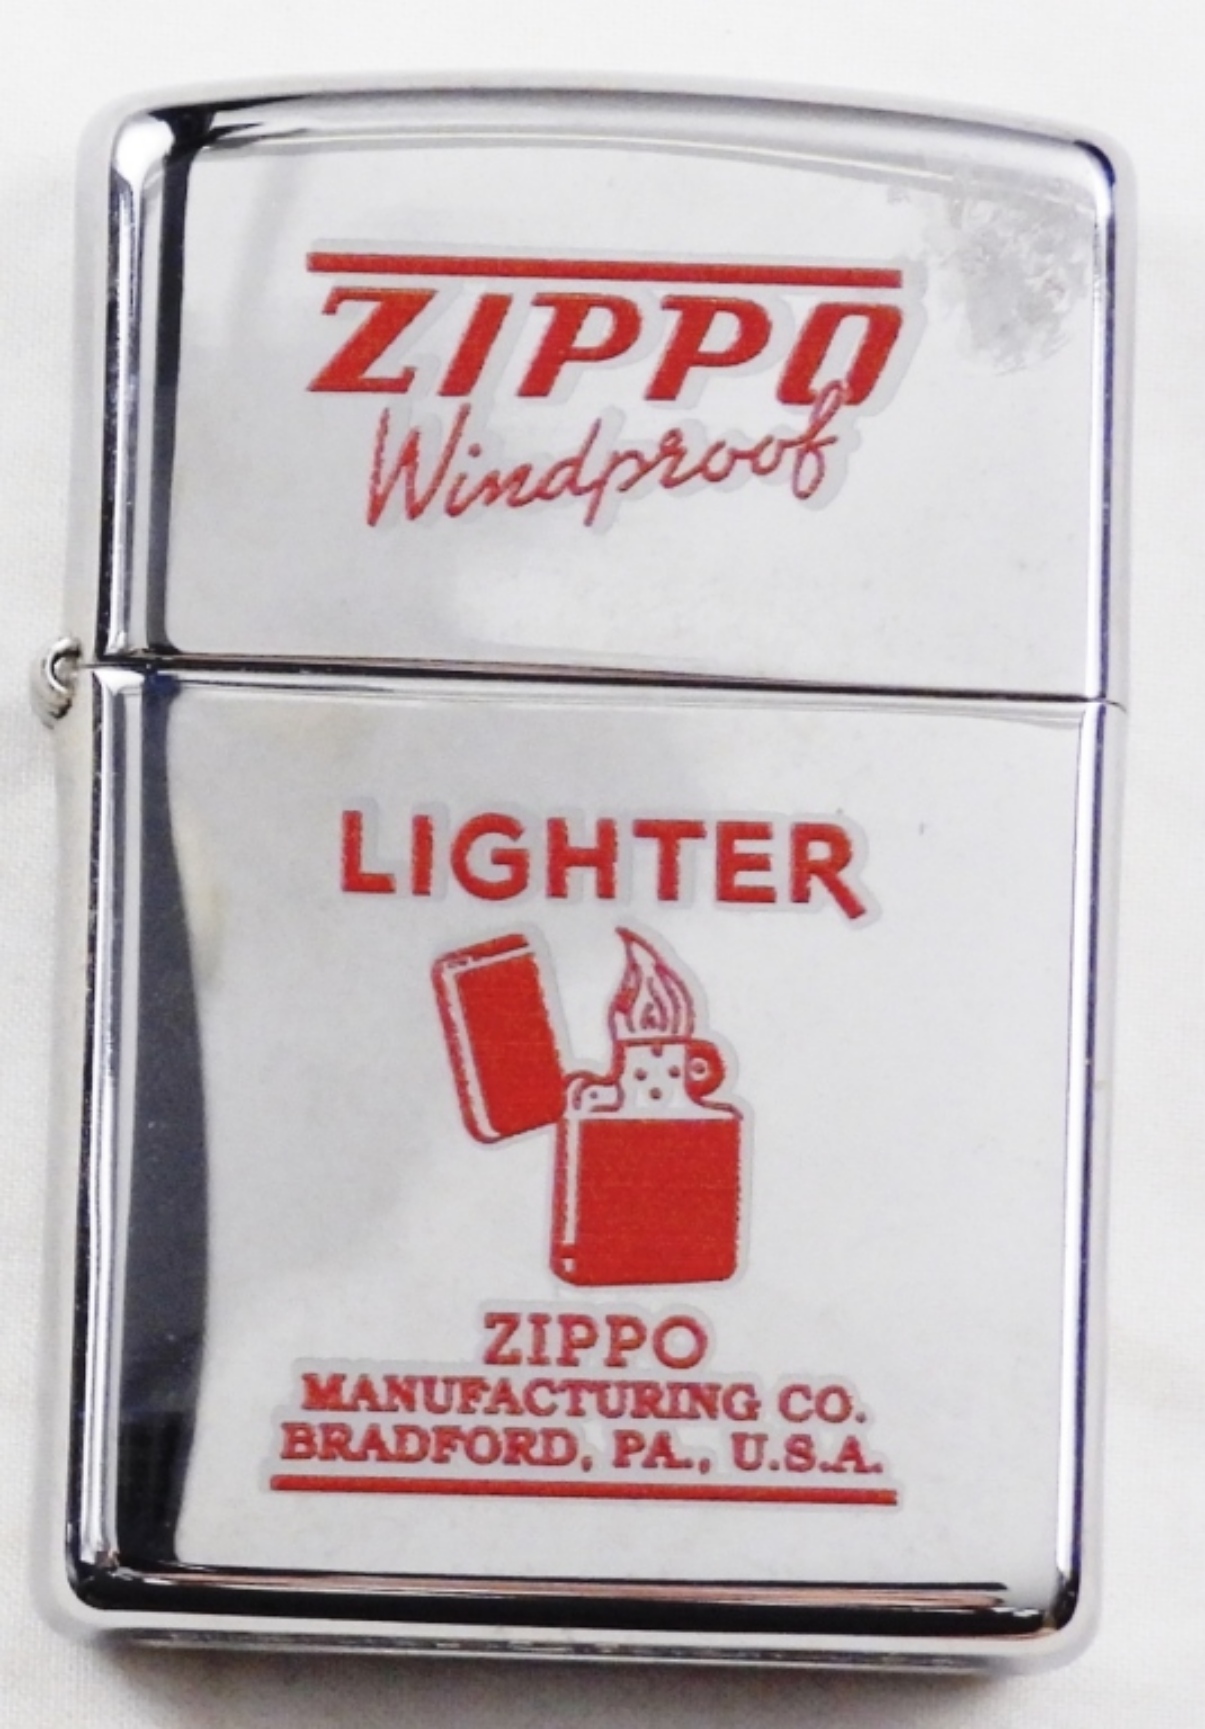 ZIPPO
Windproof
LIGHTER
ZIPPO
MANUFACTURING CO.
BRADFORD, PA., U.S.A.